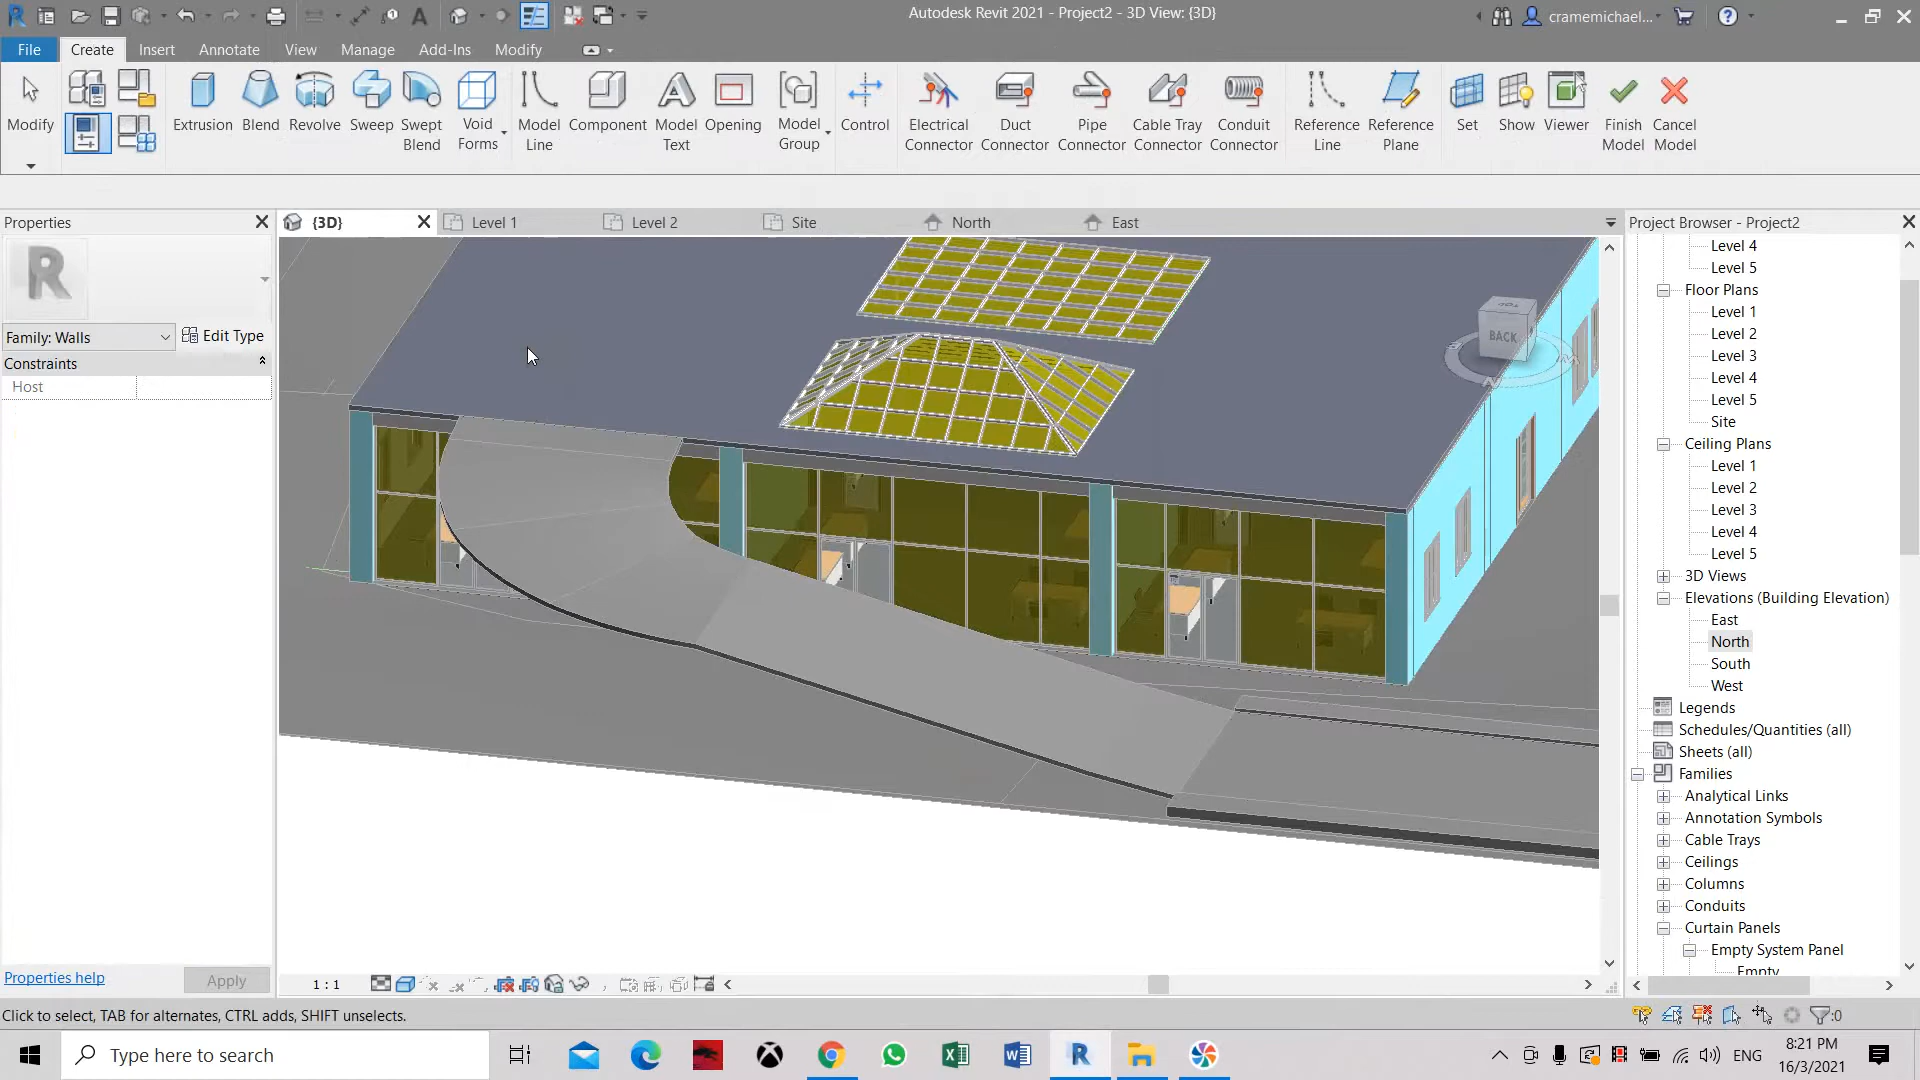 Autodesk Revit 2021 - Project2 - 3D View: {3D}
cramemichael...
File
Create
Insert
Annotate
View
Manage
Add-Ins
Modify
Modify
Extrusion
Blend
Revolve
Sweep
Swept Blend
Void Forms
Model Line
Component
Model Text
Opening
Model Group
Control
Electrical Connector
Duct Connector
Pipe Connector
Cable Tray Connector
Conduit Connector
Reference Line
Reference Plane
Set
Show
Viewer
Finish Model
Cancel Model
Properties
Family: Walls
Edit Type
Constraints
Host
Properties help
Apply
{3D}
Level 1
Level 2
Site
North
East
BACK
TOP
1 : 1
Project Browser - Project2
Level 4
Level 5
Floor Plans
Level 1
Level 2
Level 3
Level 4
Level 5
Site
Ceiling Plans
Level 1
Level 2
Level 3
Level 4
Level 5
3D Views
Elevations (Building Elevation)
East
North
South
West
Legends
Schedules/Quantities (all)
Sheets (all)
Families
Analytical Links
Annotation Symbols
Cable Trays
Ceilings
Columns
Conduits
Curtain Panels
Empty System Panel
Empty
Click to select, TAB for alternates, CTRL adds, SHIFT unselects.
:0
Type here to search
ENG
8:21 PM
16/3/2021